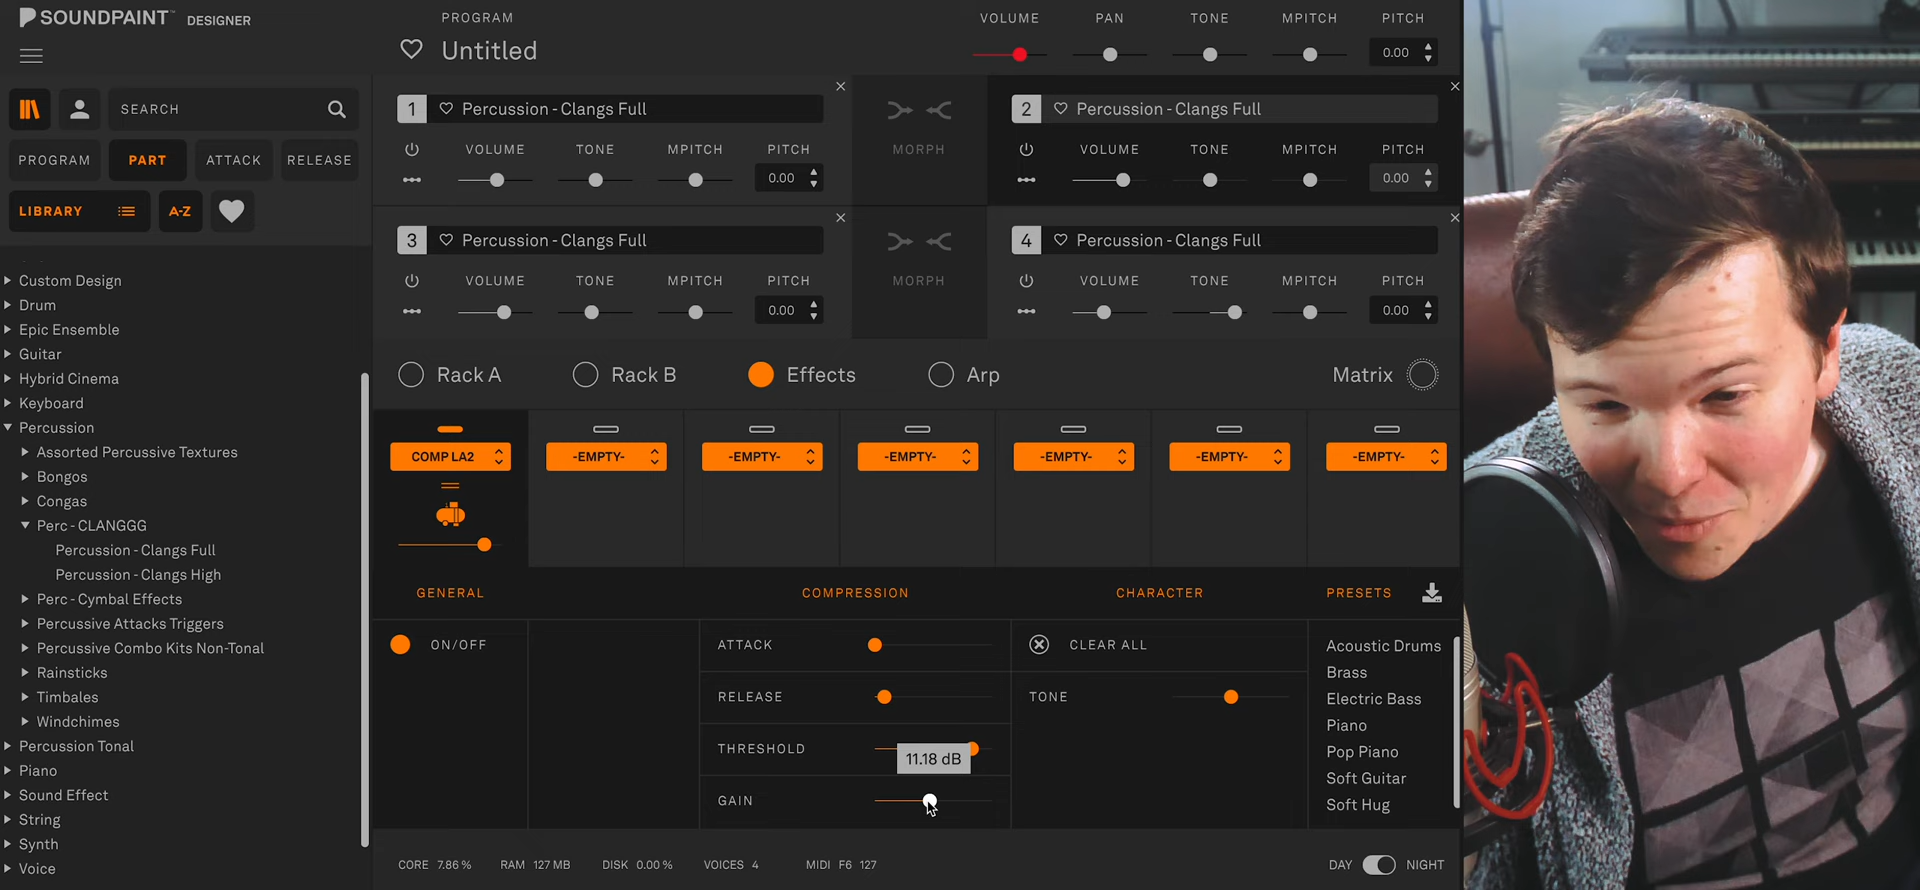 SOUNDPAINT™ DESIGNER
PROGRAM
Untitled
VOLUME PAN TONE MPITCH PITCH
0.00
SEARCH
PROGRAM PART ATTACK RELEASE
LIBRARY A-Z
Custom Design
Drum
Epic Ensemble
Guitar
Hybrid Cinema
Keyboard
Percussion
Assorted Percussive Textures
Bongos
Congas
Perc - CLANGGG
Percussion - Clangs Full
Percussion - Clangs High
Perc - Cymbal Effects
Percussive Attacks Triggers
Percussive Combo Kits Non-Tonal
Rainsticks
Timbales
Windchimes
Percussion Tonal
Piano
Sound Effect
String
Synth
Voice
1 Percussion - Clangs Full
VOLUME TONE MPITCH PITCH
0.00
MORPH
2 Percussion - Clangs Full
VOLUME TONE MPITCH PITCH
0.00
3 Percussion - Clangs Full
VOLUME TONE MPITCH PITCH
0.00
MORPH
4 Percussion - Clangs Full
VOLUME TONE MPITCH PITCH
0.00
Rack A Rack B Effects Arp Matrix
COMP LA2 -EMPTY- -EMPTY- -EMPTY- -EMPTY- -EMPTY- -EMPTY-
GENERAL COMPRESSION CHARACTER PRESETS
ON/OFF
ATTACK
RELEASE
THRESHOLD
11.18 dB
GAIN
CLEAR ALL
TONE
Acoustic Drums
Brass
Electric Bass
Piano
Pop Piano
Soft Guitar
Soft Hug
CORE 7.86 % RAM 127 MB DISK 0.00 % VOICES 4 MIDI F6 127
DAY NIGHT